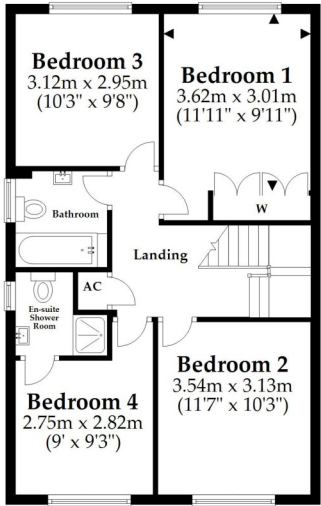 Bedroom 3
3.12m x 2.95m
(10'3" x 9'8")
Bedroom 1
3.62m x 3.01m
(11'11" x 9'11")
W
Bathroom
Landing
AC
En-suite
Shower
Room
Bedroom 2
3.54m x 3.13m
(11'7" x 10'3")
Bedroom 4
2.75m x 2.82m
(9' x 9'3")